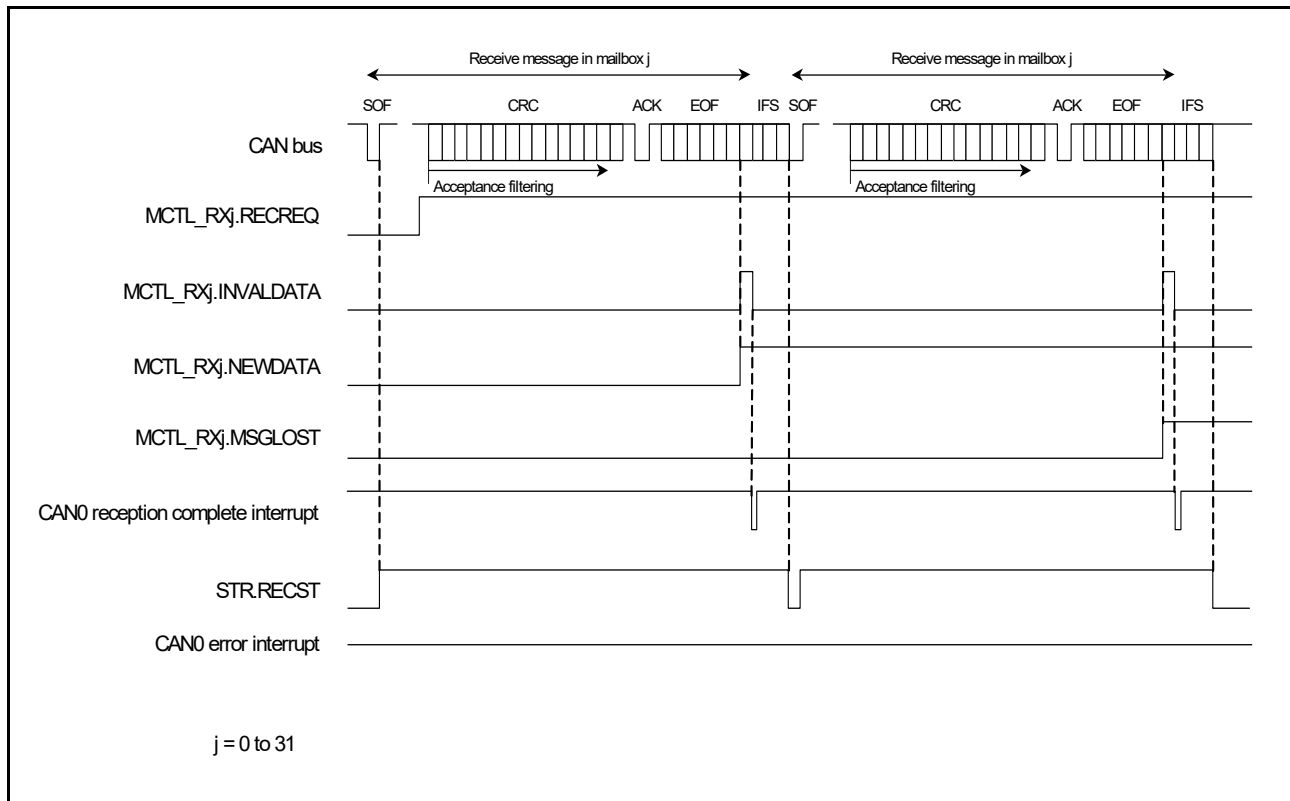 Receive message in mailbox j Receive message in mailbox j
SOF CRC ACK EOF IFS SOF CRC ACK EOF IFS
CAN bus
Acceptance filtering Acceptance filtering
MCTL_RXj.RECREQ
MCTL_RXj.INVALDATA
MCTL_RXj.NEWDATA
MCTL_RXj.MSGLOST
CAN0 reception complete interrupt
STR.RECST
CAN0 error interrupt
j = 0 to 31